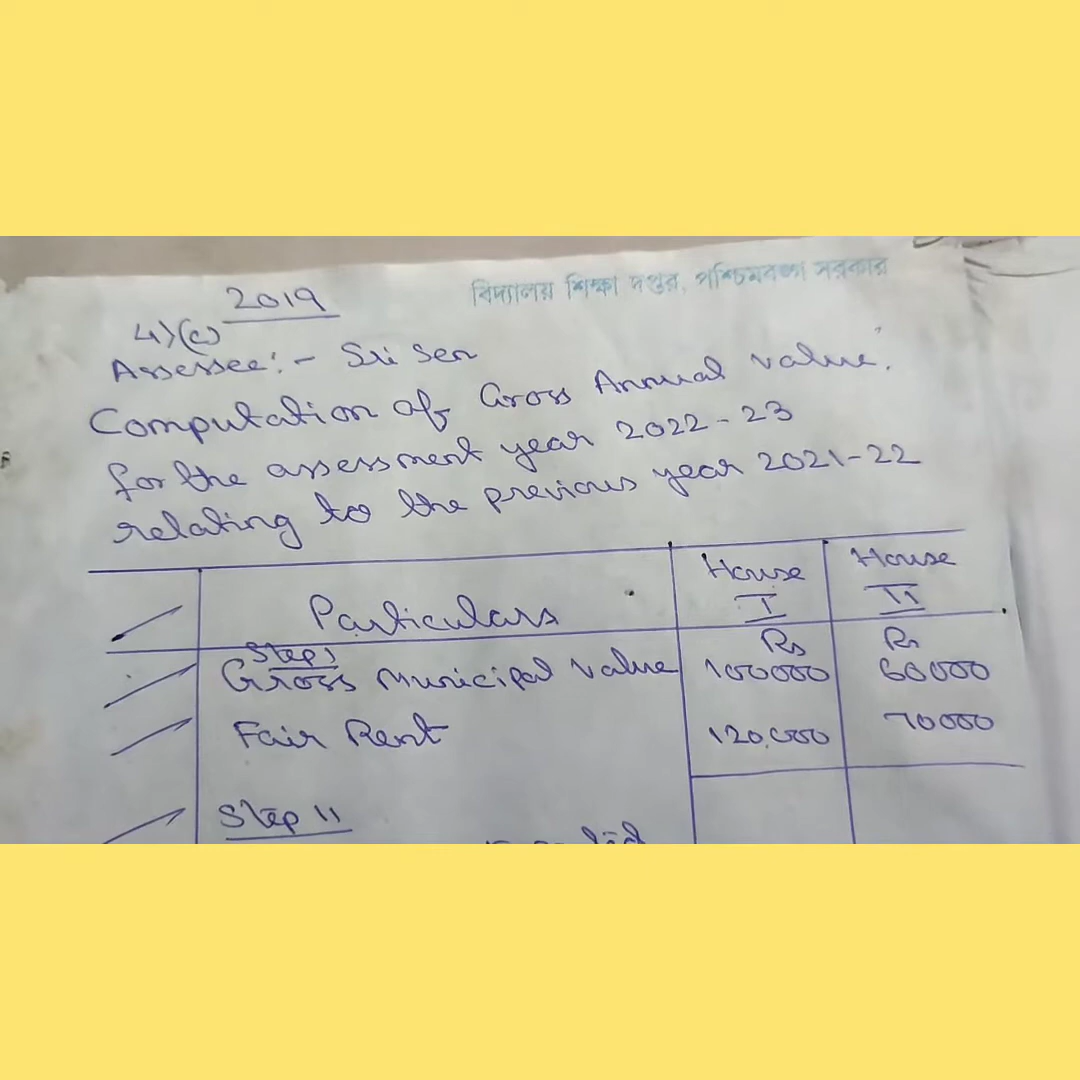 2019
বিদ্যালয় শিক্ষা দপ্তর, পশ্চিমবঙ্গ সরকার
4)(c)
Assessee:- Sri Sen
Computation of Gross Annual value.
for the assessment year 2022-23
relating to the previous year 2021-22
Particulars House I House II
Rs Rs
Step I
Gross Municipal value 100000 60000
Fair Rent 120,000 70000
Step II